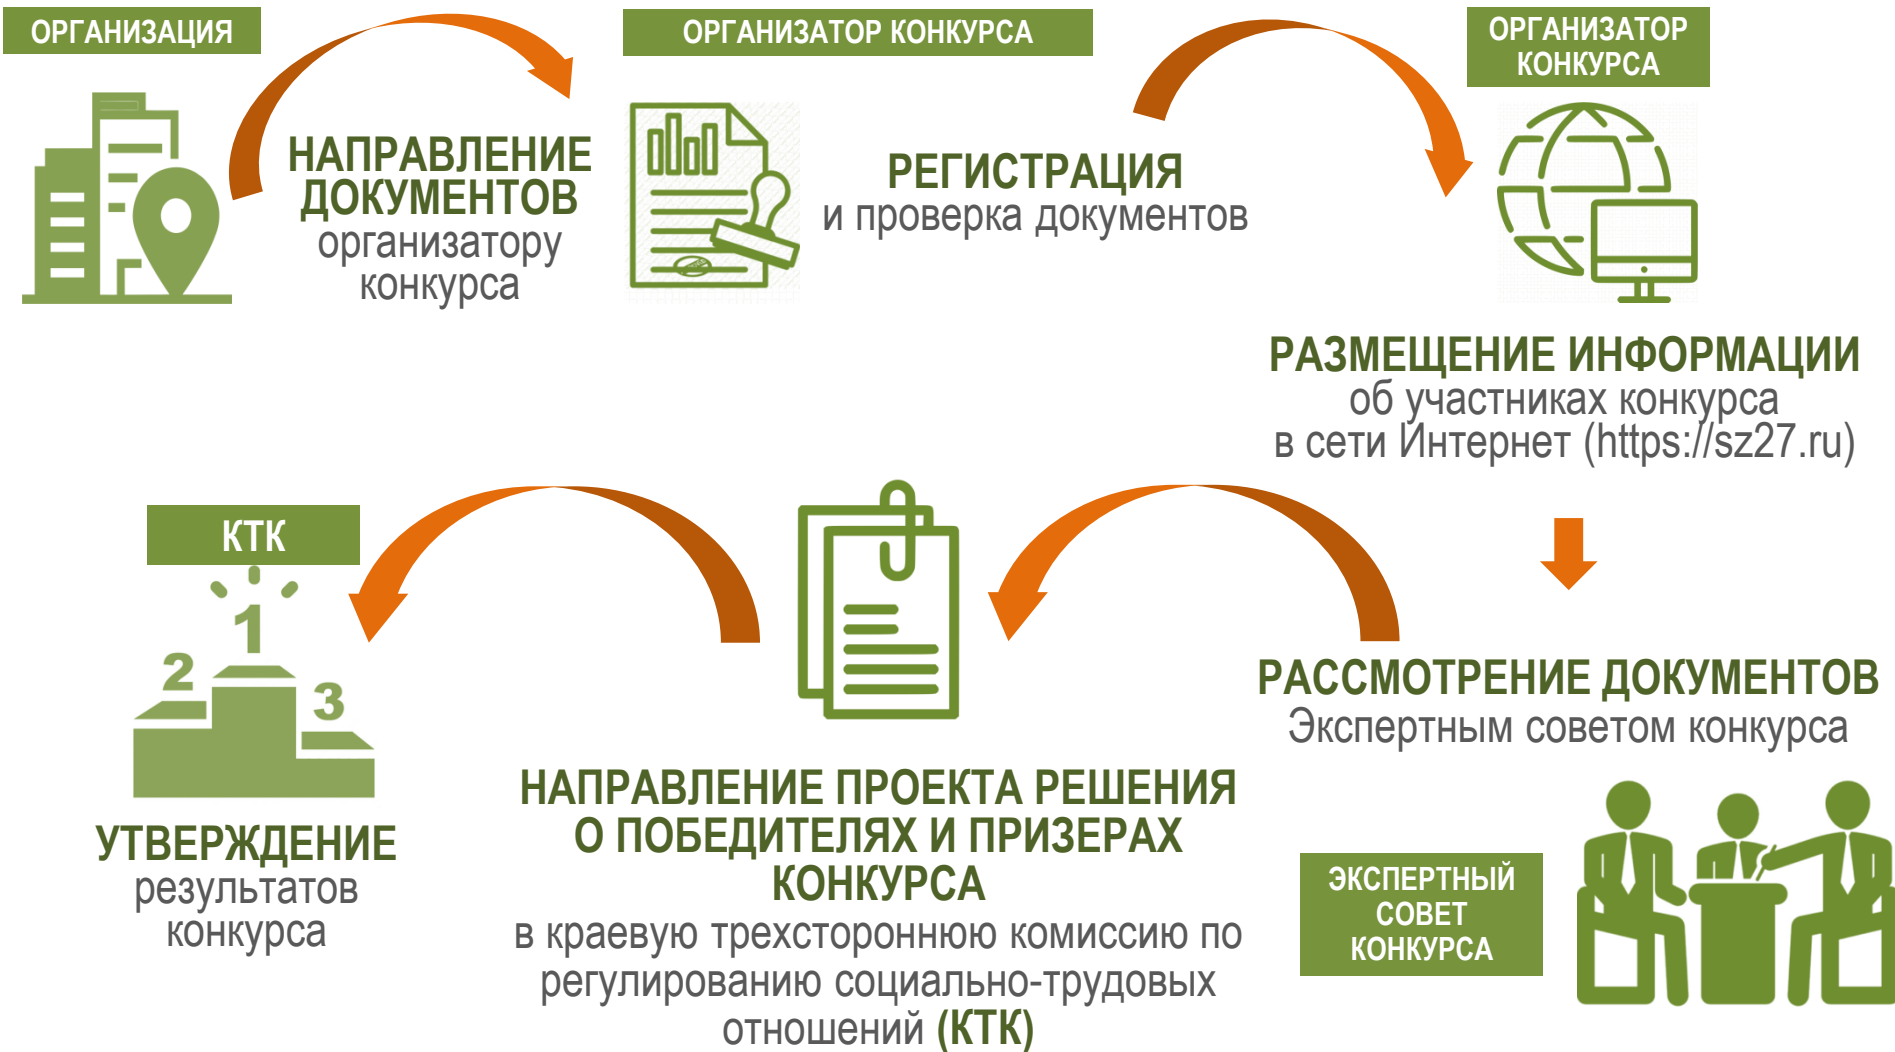 ОРГАНИЗАЦИЯ
НАПРАВЛЕНИЕ
ДОКУМЕНТОВ
организатору
конкурса
ОРГАНИЗАТОР КОНКУРСА
РЕГИСТРАЦИЯ
и проверка документов
ОРГАНИЗАТОР
КОНКУРСА
РАЗМЕЩЕНИЕ ИНФОРМАЦИИ
об участниках конкурса
в сети Интернет (https://sz27.ru)
РАССМОТРЕНИЕ ДОКУМЕНТОВ
Экспертным советом конкурса
ЭКСПЕРТНЫЙ
СОВЕТ
КОНКУРСА
НАПРАВЛЕНИЕ ПРОЕКТА РЕШЕНИЯ
О ПОБЕДИТЕЛЯХ И ПРИЗЕРАХ
КОНКУРСА
в краевую трехстороннюю комиссию по
регулированию социально-трудовых
отношений (КТК)
КТК
1
2
3
УТВЕРЖДЕНИЕ
результатов
конкурса